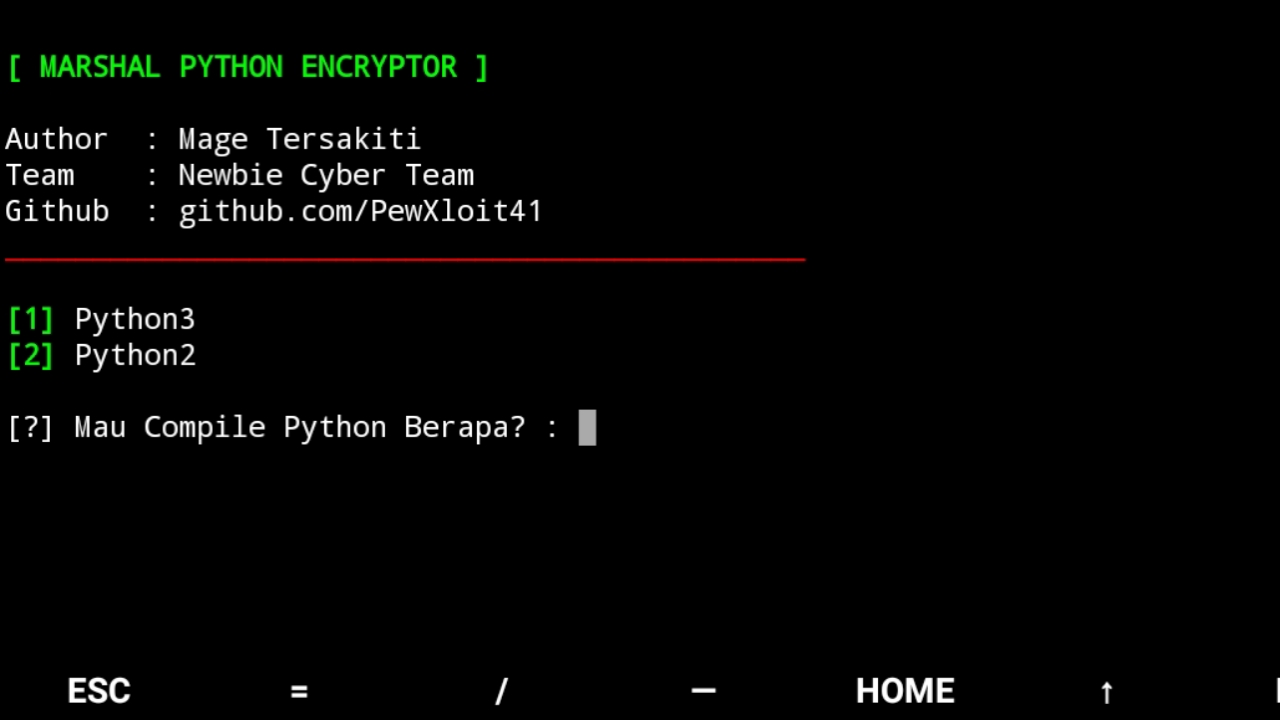 [ MARSHAL PYTHON ENCRYPTOR ]
Author  : Mage Tersakiti
Team    : Newbie Cyber Team
Github  : github.com/PewXloit41
[1] Python3
[2] Python2
[?] Mau Compile Python Berapa? :
ESC = / — HOME ↑